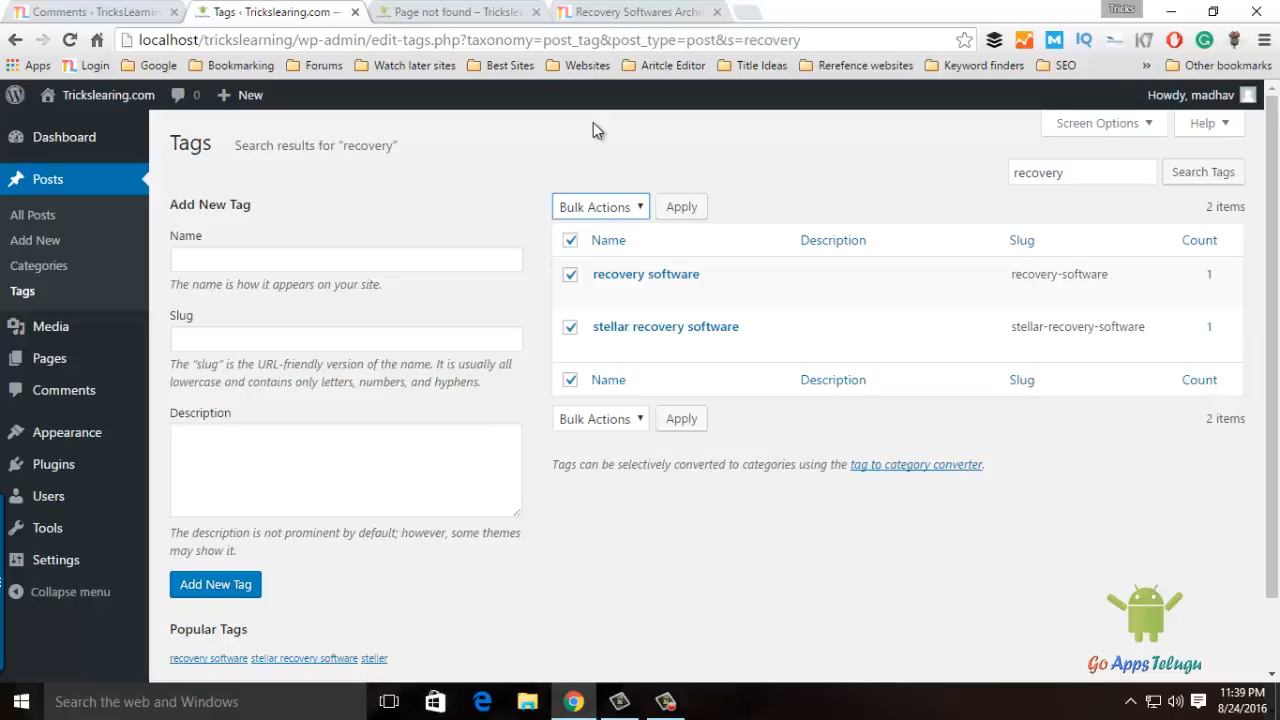 Comments ‹ TricksLearnin
Tags ‹ Trickslearing.com —
Page not found – Tricksle
Recovery Softwares Arch
Tricks
localhost/trickslearning/wp-admin/edit-tags.php?taxonomy=post_tag&post_type=post&s=recovery
Apps
Login
Google
Bookmarking
Forums
Watch later sites
Best Sites
Websites
Aritcle Editor
Title Ideas
Rerefence websites
Keyword finders
SEO
»
Other bookmarks
Trickslearing.com
0
+ New
Howdy, madhav
Dashboard
Posts
All Posts
Add New
Categories
Tags
Media
Pages
Comments
Appearance
Plugins
Users
Tools
Settings
Collapse menu
Screen Options
Help
Tags
Search results for "recovery"
recovery
Search Tags
Add New Tag
Name
The name is how it appears on your site.
Slug
The "slug" is the URL-friendly version of the name. It is usually all
lowercase and contains only letters, numbers, and hyphens.
Description
The description is not prominent by default; however, some themes
may show it.
Add New Tag
Popular Tags
recovery software stellar recovery software steller
Bulk Actions
Apply
2 items
Name Description Slug Count
recovery software recovery-software 1
stellar recovery software stellar-recovery-software 1
Name Description Slug Count
Bulk Actions
Apply
2 items
Tags can be selectively converted to categories using the tag to category converter.
Go Apps Telugu
Search the web and Windows
11:39 PM
8/24/2016